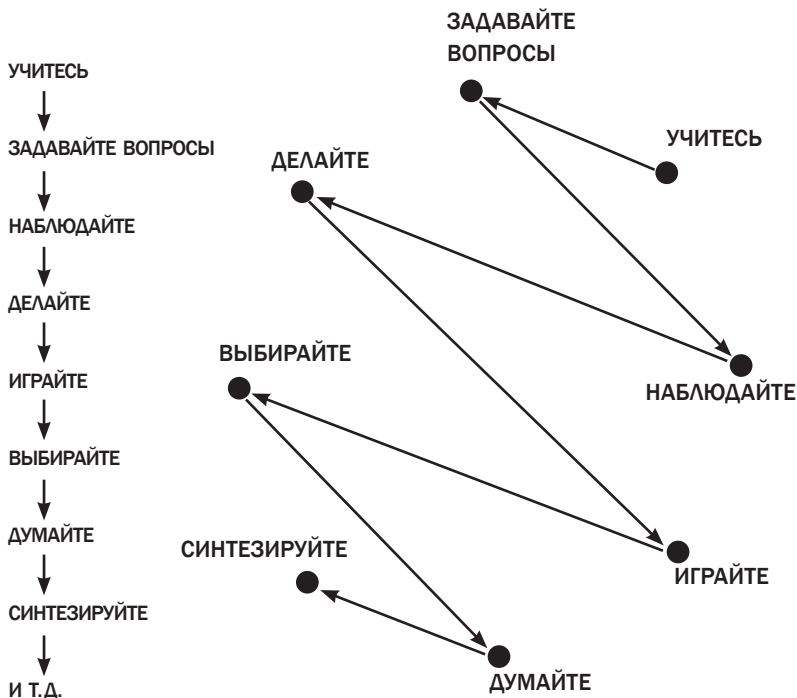 УЧИТЕСЬ
ЗАДАВАЙТЕ ВОПРОСЫ
НАБЛЮДАЙТЕ
ДЕЛАЙТЕ
ИГРАЙТЕ
ВЫБИРАЙТЕ
ДУМАЙТЕ
СИНТЕЗИРУЙТЕ
И Т.Д.
ЗАДАВАЙТЕ
ВОПРОСЫ
УЧИТЕСЬ
ДЕЛАЙТЕ
ВЫБИРАЙТЕ
НАБЛЮДАЙТЕ
СИНТЕЗИРУЙТЕ
ИГРАЙТЕ
ДУМАЙТЕ